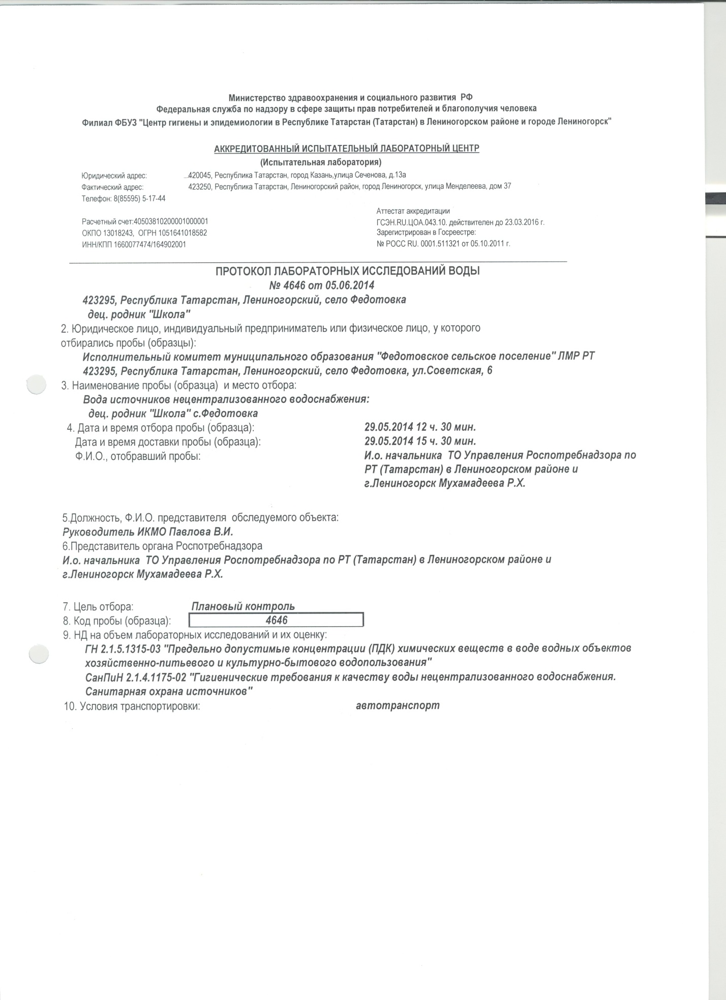 Министерство здравоохранения и социального развития РФ
Федеральная служба по надзору в сфере защиты прав потребителей и благополучия человека
Филиал ФБУЗ "Центр гигиены и эпидемиологии в Республике Татарстан (Татарстан) в Лениногорском районе и городе Лениногорск"
АККРЕДИТОВАННЫЙ ИСПЫТАТЕЛЬНЫЙ ЛАБОРАТОРНЫЙ ЦЕНТР
(Испытательная лаборатория)
Юридический адрес: 420045, Республика Татарстан, город Казань,улица Сеченова, д.13а
Фактический адрес: 423250, Республика Татарстан, Лениногорский район, город Лениногорск, улица Менделеева, дом 37
Телефон: 8(85595) 5-17-44
Аттестат аккредитации
Расчетный счет:40503810200001000001 ГСЭН.RU.ЦОА.043.10. действителен до 23.03.2016 г.
ОКПО 13018243, ОГРН 1051641018582 Зарегистрирован в Госреестре:
ИНН/КПП 1660077474/164902001 № РОСС RU. 0001.511321 от 05.10.2011 г.
ПРОТОКОЛ ЛАБОРАТОРНЫХ ИССЛЕДОВАНИЙ ВОДЫ
№ 4646 от 05.06.2014
423295, Республика Татарстан, Лениногорский, село Федотовка
дец. родник "Школа"
2. Юридическое лицо, индивидуальный предприниматель или физическое лицо, у которого
отбирались пробы (образцы):
Исполнительный комитет муниципального образования "Федотовское сельское поселение" ЛМР РТ
423295, Республика Татарстан, Лениногорский, село Федотовка, ул.Советская, 6
3. Наименование пробы (образца) и место отбора:
Вода источников нецентрализованного водоснабжения:
дец. родник "Школа" с.Федотовка
4. Дата и время отбора пробы (образца): 29.05.2014 12 ч. 30 мин.
Дата и время доставки пробы (образца): 29.05.2014 15 ч. 30 мин.
Ф.И.О., отобравший пробы: И.о. начальника ТО Управления Роспотребнадзора по
РТ (Татарстан) в Лениногорском районе и
г.Лениногорск Мухамадеева Р.Х.
5.Должность, Ф.И.О. представителя обследуемого объекта:
Руководитель ИКМО Павлова В.И.
6.Представитель органа Роспотребнадзора
И.о. начальника ТО Управления Роспотребнадзора по РТ (Татарстан) в Лениногорском районе и
г.Лениногорск Мухамадеева Р.Х.
7. Цель отбора: Плановый контроль
8. Код пробы (образца): 4646
9. НД на объем лабораторных исследований и их оценку:
ГН 2.1.5.1315-03 "Предельно допустимые концентрации (ПДК) химических веществ в воде водных объектов
хозяйственно-питьевого и культурно-бытового водопользования"
СанПиН 2.1.4.1175-02 "Гигиенические требования к качеству воды нецентрализованного водоснабжения.
Санитарная охрана источников"
10. Условия транспортировки: автотранспорт